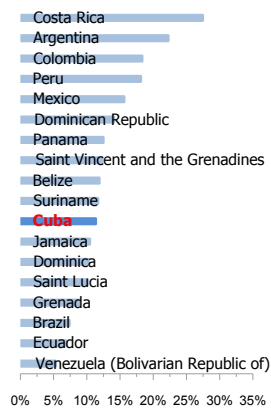 Costa Rica
Argentina
Colombia
Peru
Mexico
Dominican Republic
Panama
Saint Vincent and the Grenadines
Belize
Suriname
Cuba
Jamaica
Dominica
Saint Lucia
Grenada
Brazil
Ecuador
Venezuela (Bolivarian Republic of)
0% 5% 10% 15% 20% 25% 30% 35%